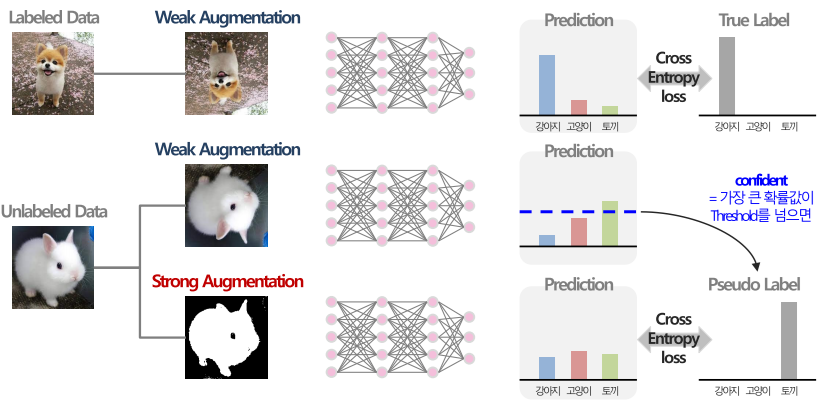 Labeled Data
Weak Augmentation
Prediction
True Label
Cross
Entropy
loss
강아지 고양이 토끼
강아지 고양이 토끼
Unlabeled Data
Weak Augmentation
Prediction
confident
= 가장 큰 확률값이
Threshold를 넘으면
Strong Augmentation
Prediction
Pseudo Label
Cross
Entropy
loss
강아지 고양이 토끼
강아지 고양이 토끼